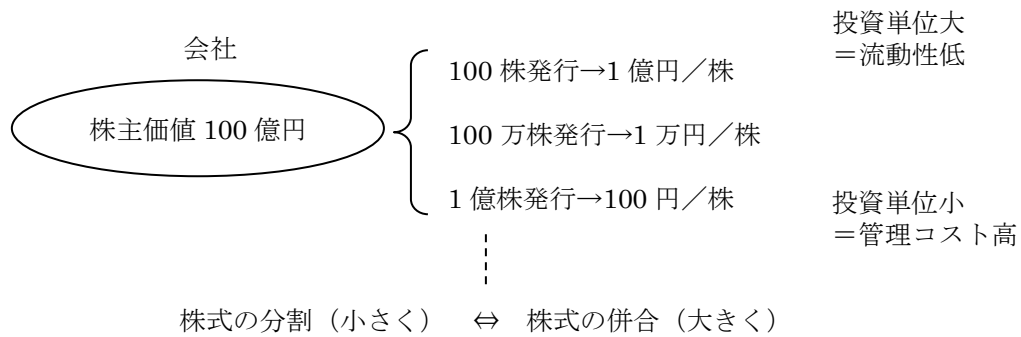 投資単位大
＝流動性低
会社
100 株発行→1 億円／株
株主価値 100 億円
100 万株発行→1 万円／株
1 億株発行→100 円／株
投資単位小
＝管理コスト高
株式の分割（小さく） ⇔ 株式の併合（大きく）